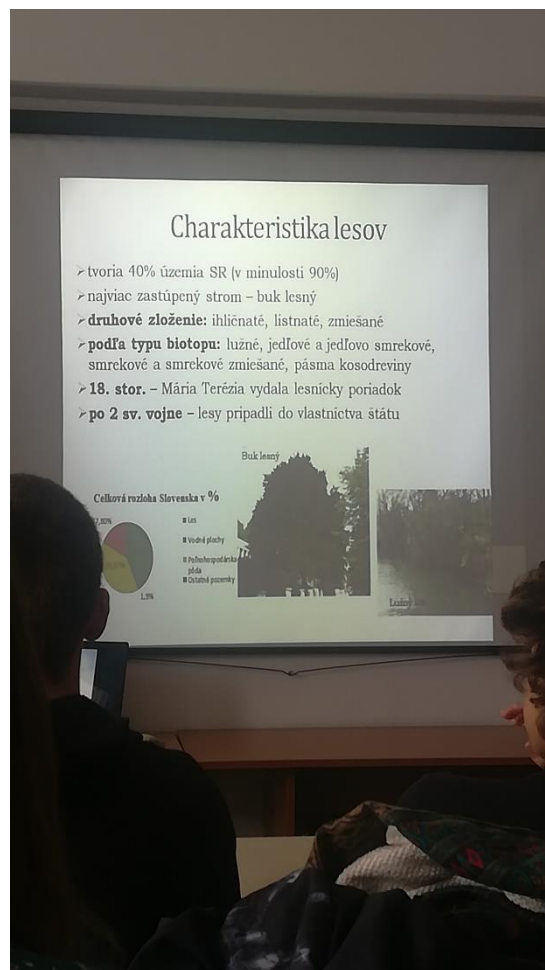 Charakteristika lesov
➢tvoria 40% územia SR (v minulosti 90%)
➢najviac zastúpený strom – buk lesný
➢druhové zloženie: ihličnaté, listnaté, zmiešané
➢podľa typu biotopu: lužné, jedľové a jedľovo smrekové,
smrekové a smrekové zmiešané, pásma kosodreviny
➢18. stor. – Mária Terézia vydala lesnícky poriadok
➢po 2 sv. vojne – lesy pripadli do vlastníctva štátu
Buk lesný
Celková rozloha Slovenska v %
Les
Vodné plochy
Poľnohospodárska
pôda
Ostatné pozemky
1,9%